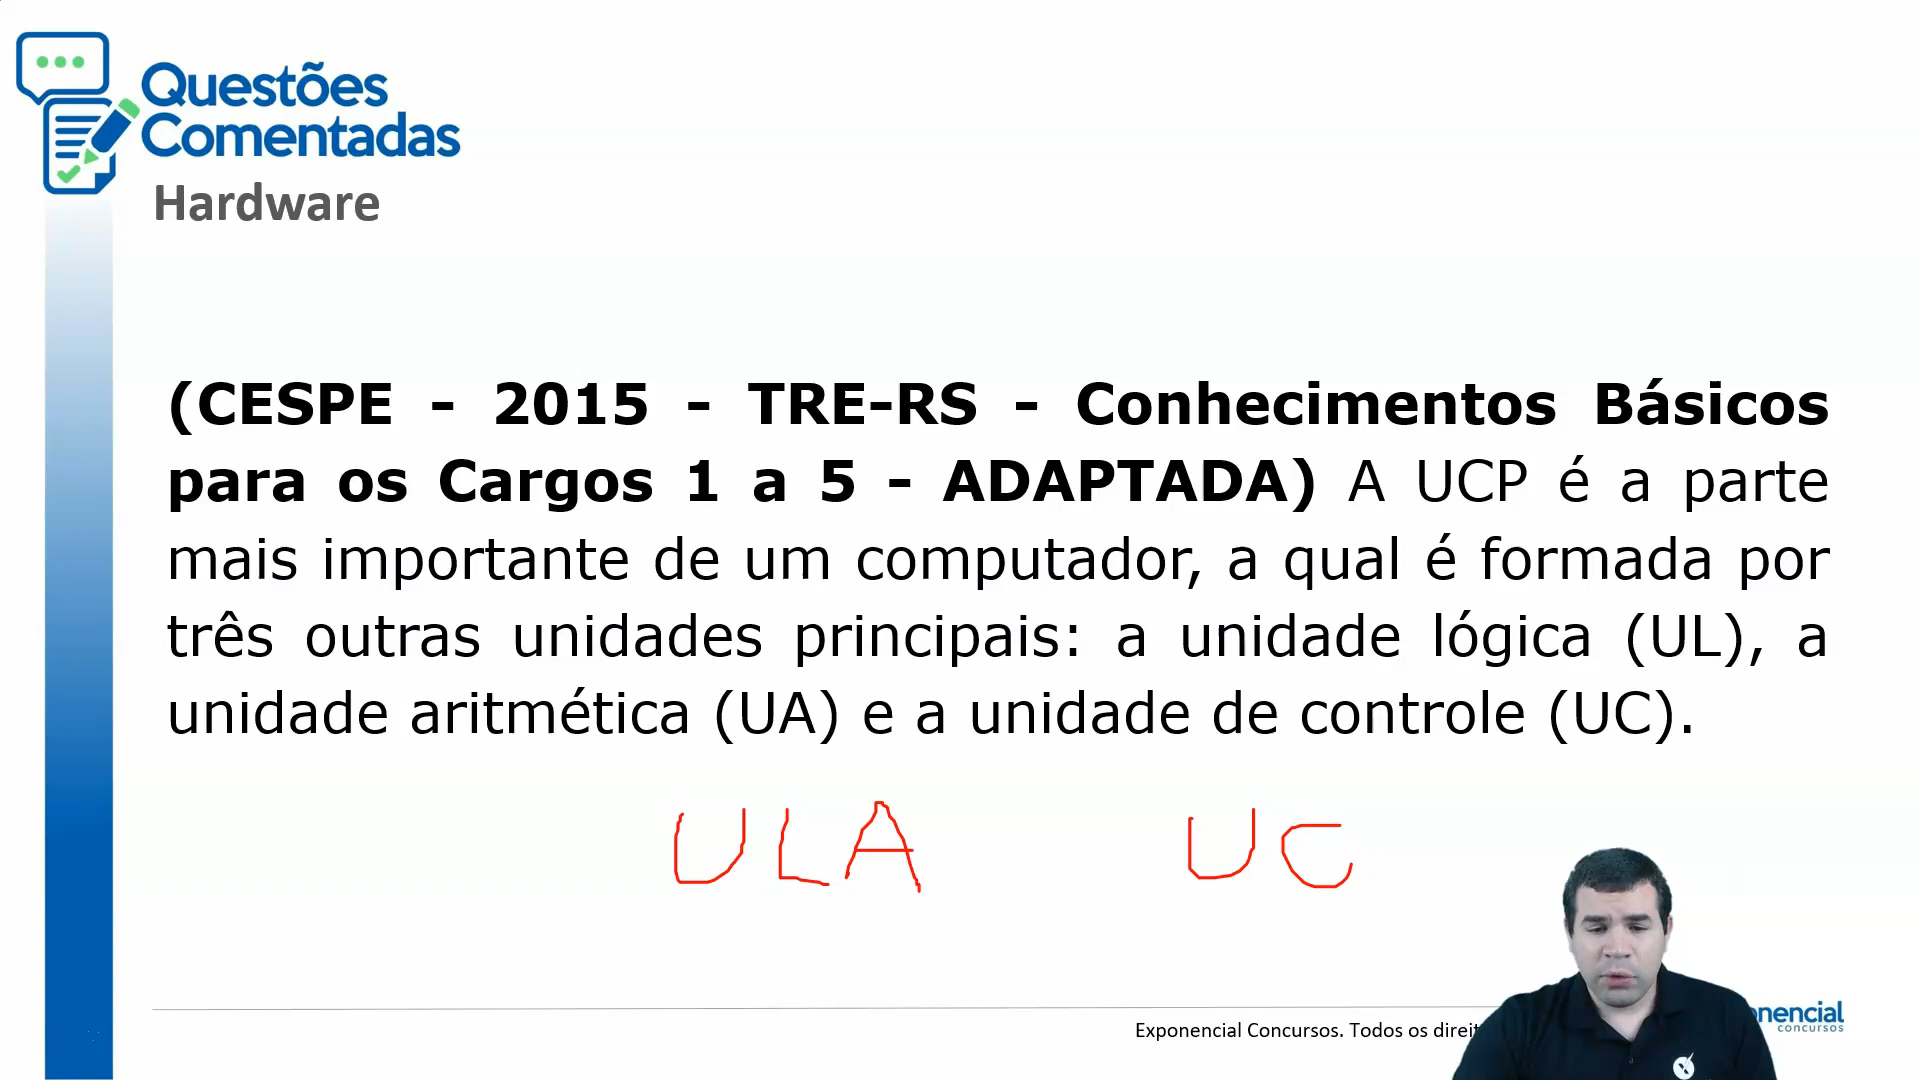 Questões
Comentadas
Hardware
(CESPE - 2015 - TRE-RS - Conhecimentos Básicos
para os Cargos 1 a 5 - ADAPTADA) A UCP é a parte
mais importante de um computador, a qual é formada por
três outras unidades principais: a unidade lógica (UL), a
unidade aritmética (UA) e a unidade de controle (UC).
ULA UC
Exponencial Concursos. Todos os direit
nencial
concursos